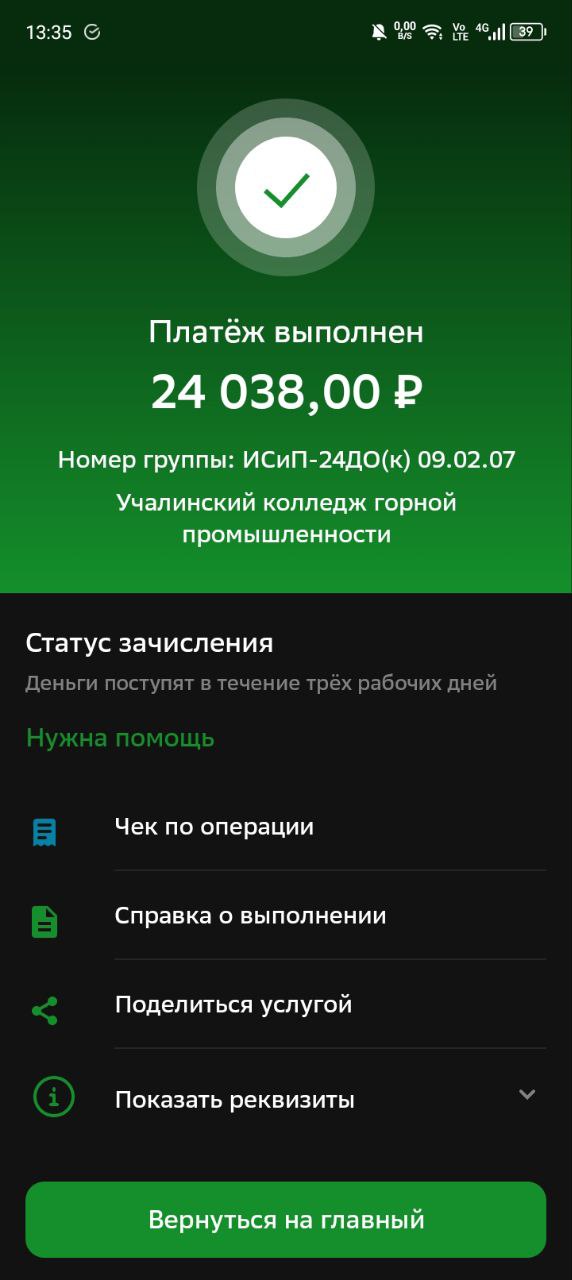 13:35
0,00 B/S
Vo LTE
4G
39
Платёж выполнен
24 038,00 ₽
Номер группы: ИСиП-24ДО(к) 09.02.07
Учалинский колледж горной
промышленности
Статус зачисления
Деньги поступят в течение трёх рабочих дней
Нужна помощь
Чек по операции
Справка о выполнении
Поделиться услугой
Показать реквизиты
Вернуться на главный